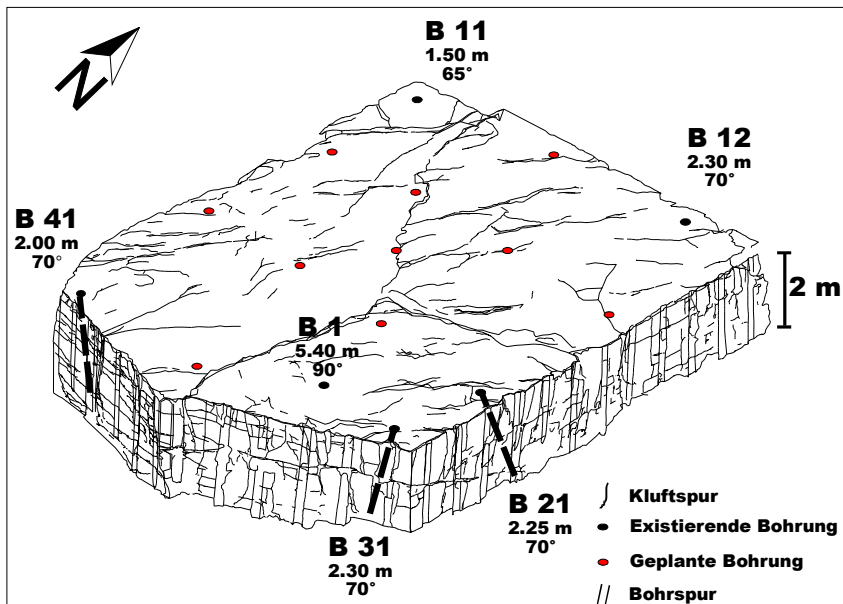 N
B 11
1.50 m
65°
B 12
2.30 m
70°
B 41
2.00 m
70°
2 m
B 1
5.40 m
90°
B 21
2.25 m
70°
B 31
2.30 m
70°
Kluftspur
Existierende Bohrung
Geplante Bohrung
Bohrspur